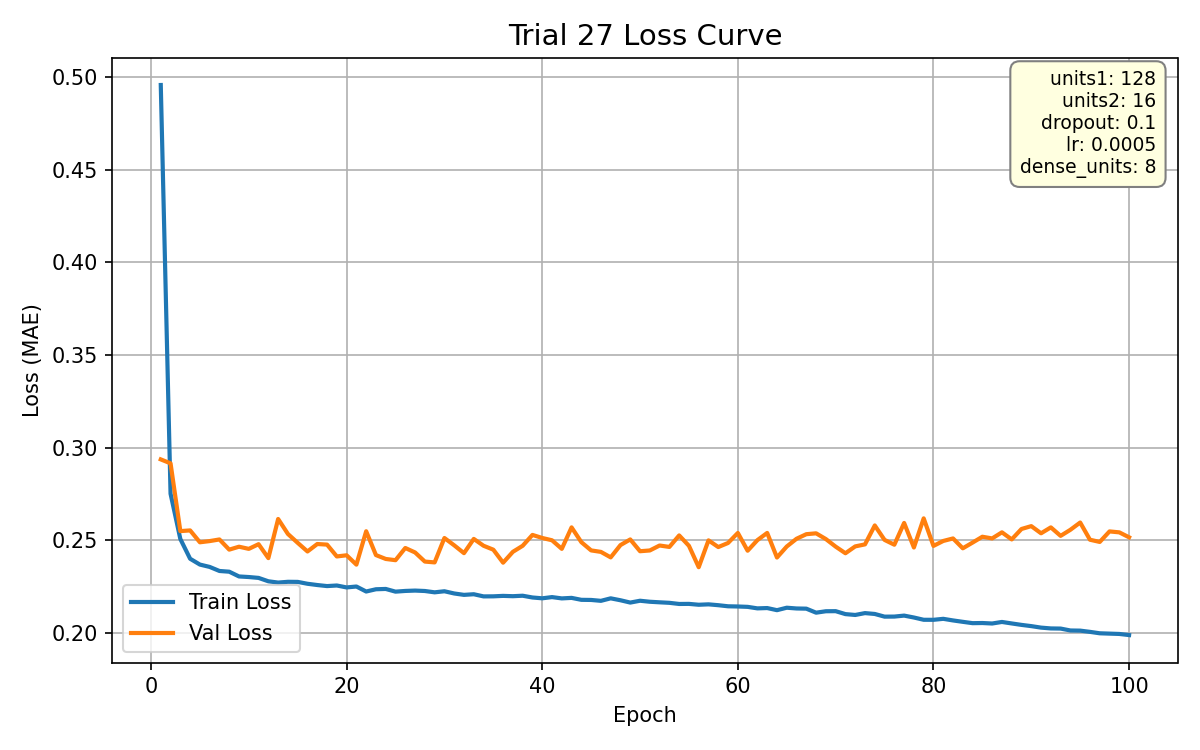 Trial 27 Loss Curve
units1: 128
units2: 16
dropout: 0.1
lr: 0.0005
dense_units: 8
Loss (MAE)
0.50
0.45
0.40
0.35
0.30
0.25
0.20
Train Loss
Val Loss
0 20 40 60 80 100
Epoch